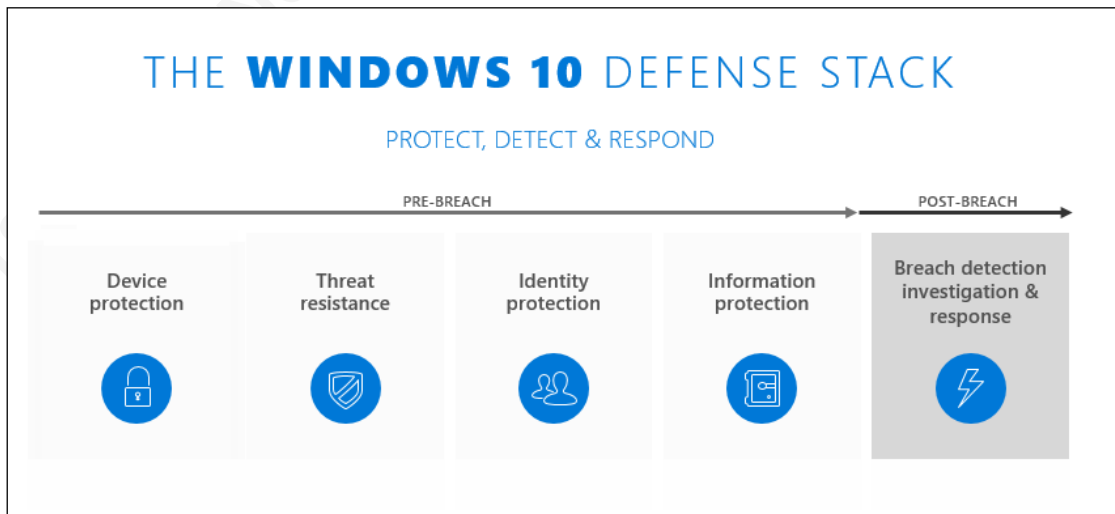 THE WINDOWS 10 DEFENSE STACK
PROTECT, DETECT & RESPOND
PRE-BREACH
POST-BREACH
Device
protection
Threat
resistance
Identity
protection
Information
protection
Breach detection
investigation &
response